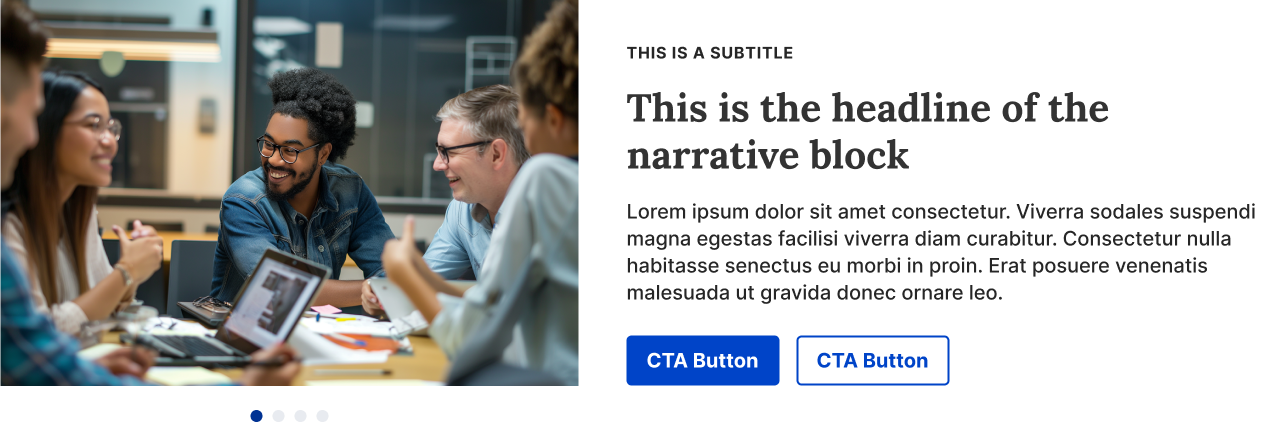 THIS IS A SUBTITLE
This is the headline of the
narrative block
Lorem ipsum dolor sit amet consectetur. Viverra sodales suspendi
magna egestas facilisi viverra diam curabitur. Consectetur nulla
habitasse senectus eu morbi in proin. Erat posuere venenatis
malesuada ut gravida donec ornare leo.
CTA Button
CTA Button